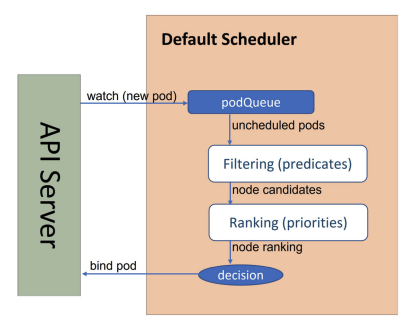 Default Scheduler
API Server
watch (new pod)
podQueue
uncheduled pods
Filtering (predicates)
node candidates
Ranking (priorities)
node ranking
bind pod
decision